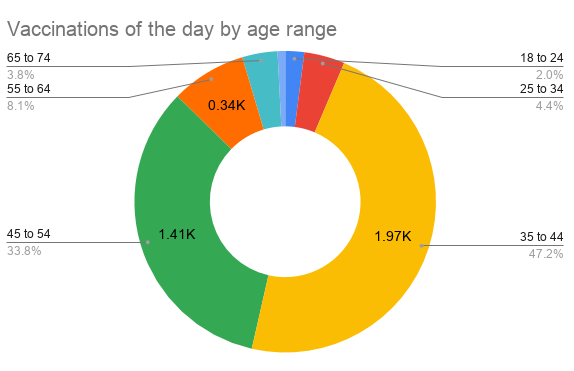 Vaccinations of the day by age range
65 to 74
3.8%
55 to 64
8.1%
45 to 54
33.8%
18 to 24
2.0%
25 to 34
4.4%
35 to 44
47.2%
0.34K
1.41K
1.97K